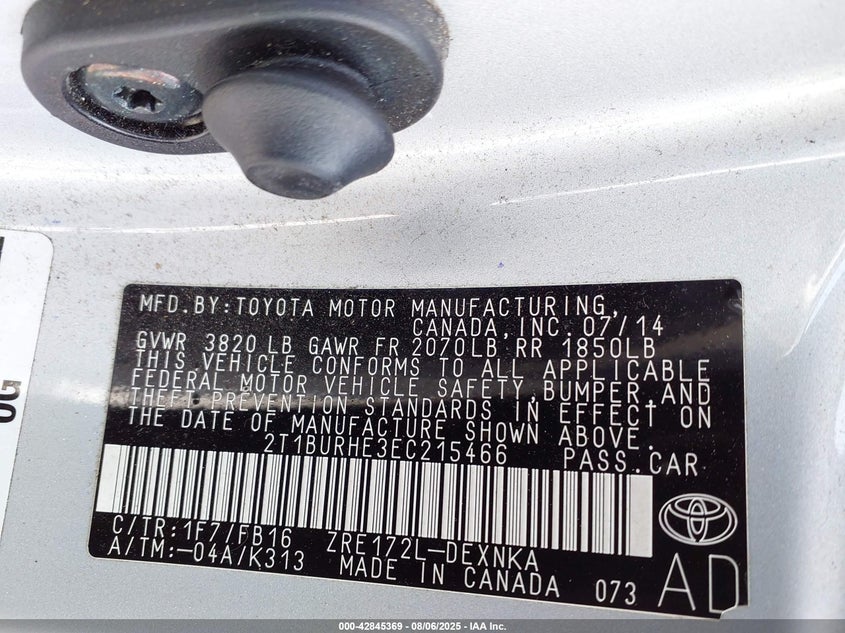 MFD.BY:TOYOTA MOTOR MANUFACTURING,
CANADA,INC. 07/14
GVWR 3820 LB GAWR FR 2070LB RR 1850LB
THIS VEHICLE CONFORMS TO ALL APPLICABLE
FEDERAL MOTOR VEHICLE SAFETY,BUMPER,AND
THEFT PREVENTION STANDARDS IN EFFECT ON
THE DATE OF MANUFACTURE SHOWN ABOVE.
2T1BURHE3EC215466 PASS.CAR
C/TR:1F7/FB16 ZRE172L-DEXNKA
A/TM:-04A/K313 MADE IN CANADA 073 AD
000-42845369 - 08/06/2025 - IAA Inc.